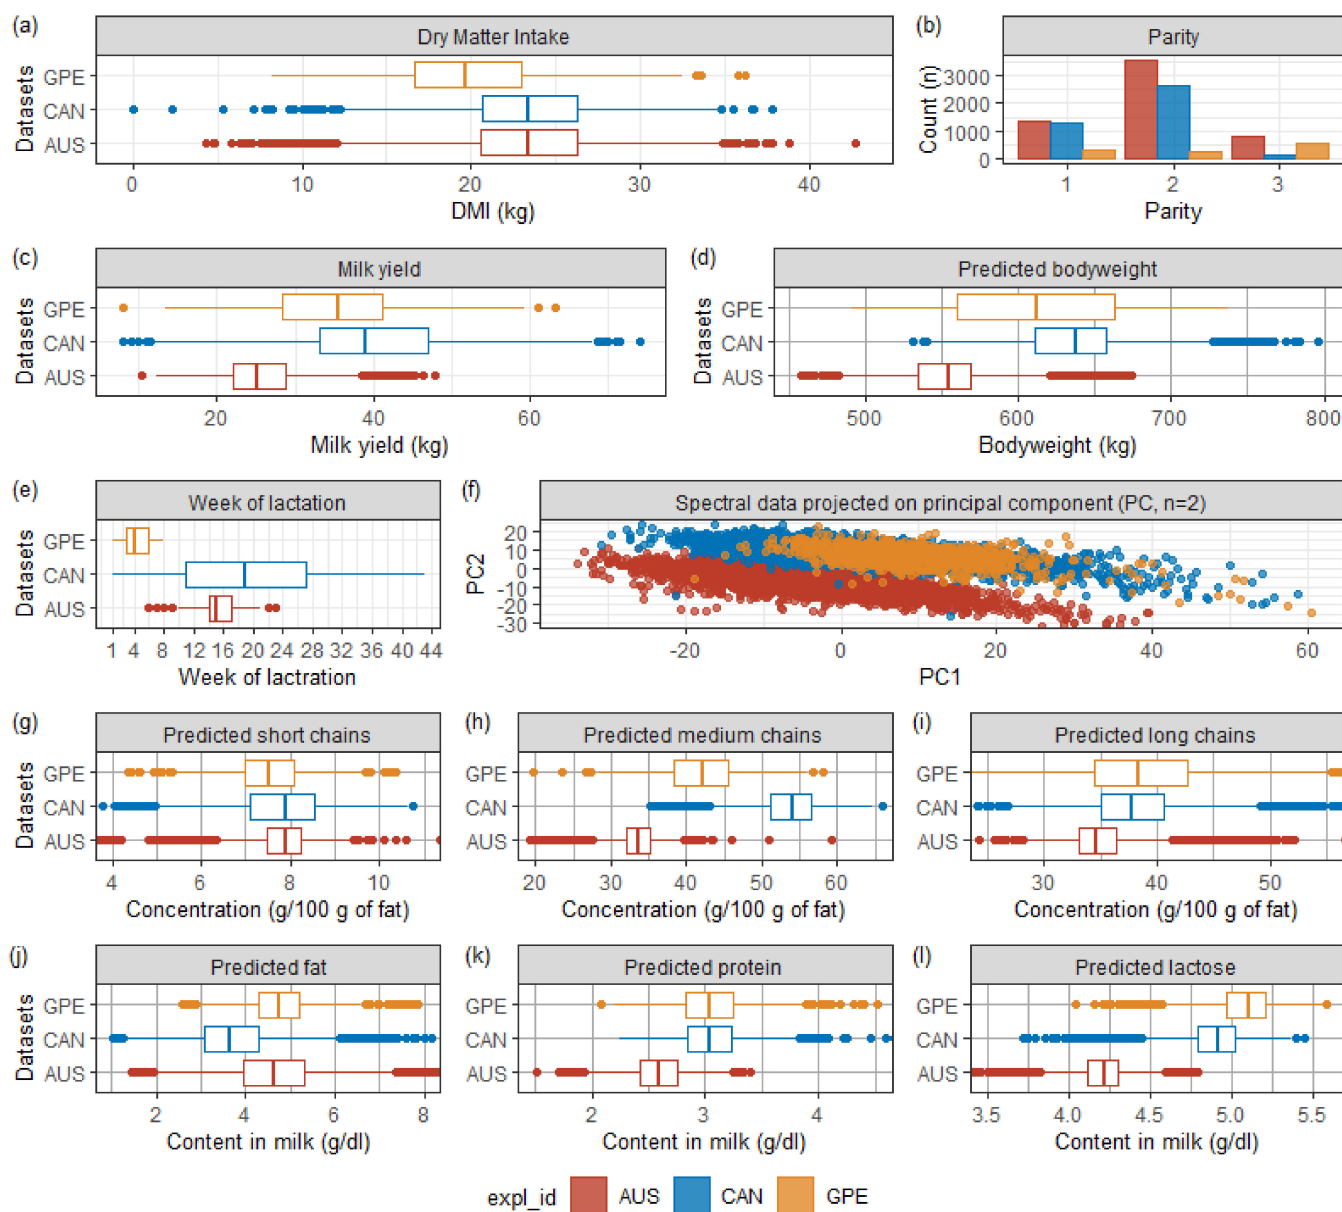 (a)
Dry Matter Intake
Datasets
GPE
CAN
AUS
0 10 20 30 40
DMI (kg)
(b)
Parity
Count (n)
3000
2000
1000
0
1 2 3
Parity
(c)
Milk yield
Datasets
GPE
CAN
AUS
20 40 60
Milk yield (kg)
(d)
Predicted bodyweight
Datasets
GPE
CAN
AUS
500 600 700 800
Bodyweight (kg)
(e)
Week of lactation
Datasets
GPE
CAN
AUS
1 4 8 12 16 20 24 28 32 36 40 44
Week of lactration
(f)
Spectral data projected on principal component (PC, n=2)
PC2
20
10
0
-10
-20
-30
-20 0 20 40 60
PC1
(g)
Predicted short chains
Datasets
GPE
CAN
AUS
4 6 8 10
Concentration (g/100 g of fat)
(h)
Predicted medium chains
GPE
CAN
AUS
20 30 40 50 60
Concentration (g/100 g of fat)
(i)
Predicted long chains
GPE
CAN
AUS
30 40 50
Concentration (g/100 g of fat)
(j)
Predicted fat
Datasets
GPE
CAN
AUS
2 4 6 8
Content in milk (g/dl)
(k)
Predicted protein
GPE
CAN
AUS
2 3 4
Content in milk (g/dl)
(l)
Predicted lactose
GPE
CAN
AUS
3.5 4.0 4.5 5.0 5.5
Content in milk (g/dl)
expl_id AUS CAN GPE